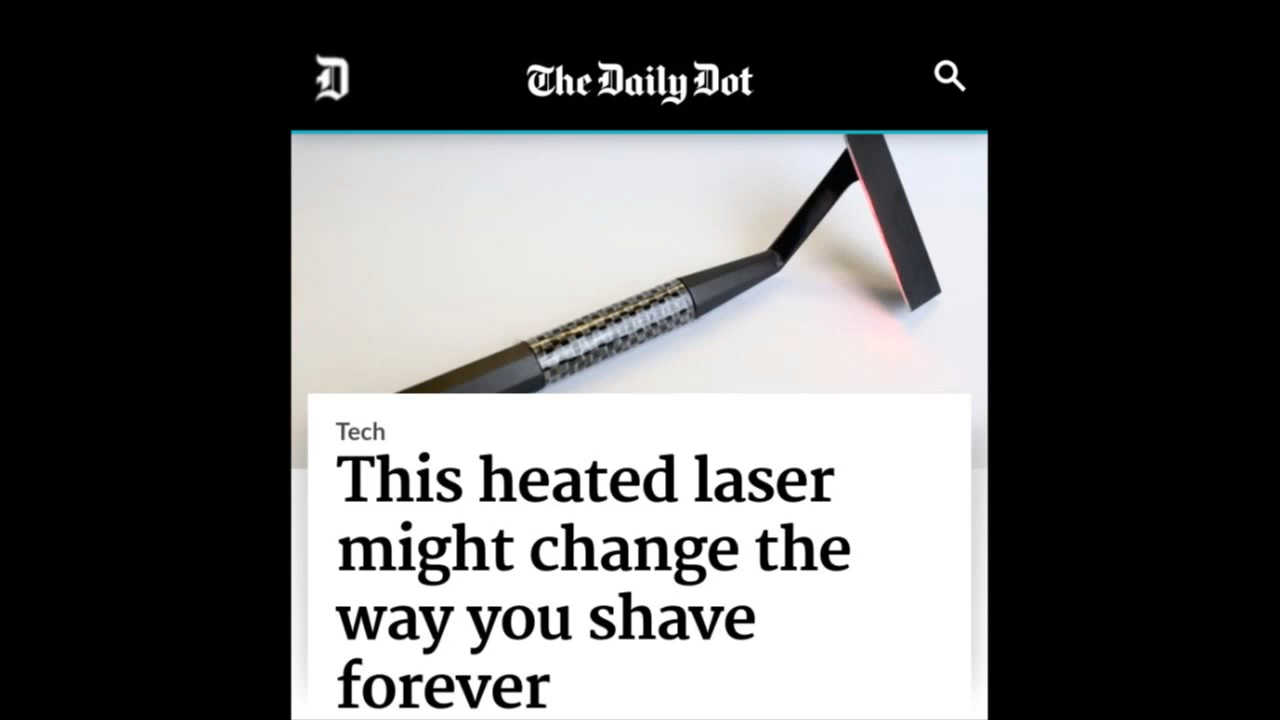 D
The Daily Dot
Tech
This heated laser
might change the
way you shave
forever